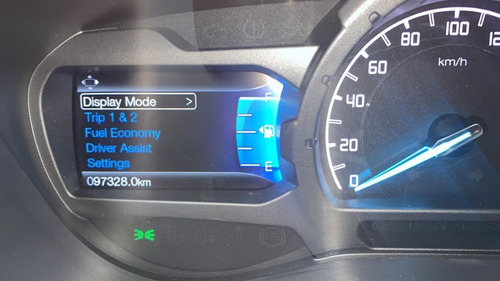 Display Mode >
Trip 1 & 2
Fuel Economy
Driver Assist
Settings
097328.0km
F
E
0
20
40
60
80
100
120
km/h